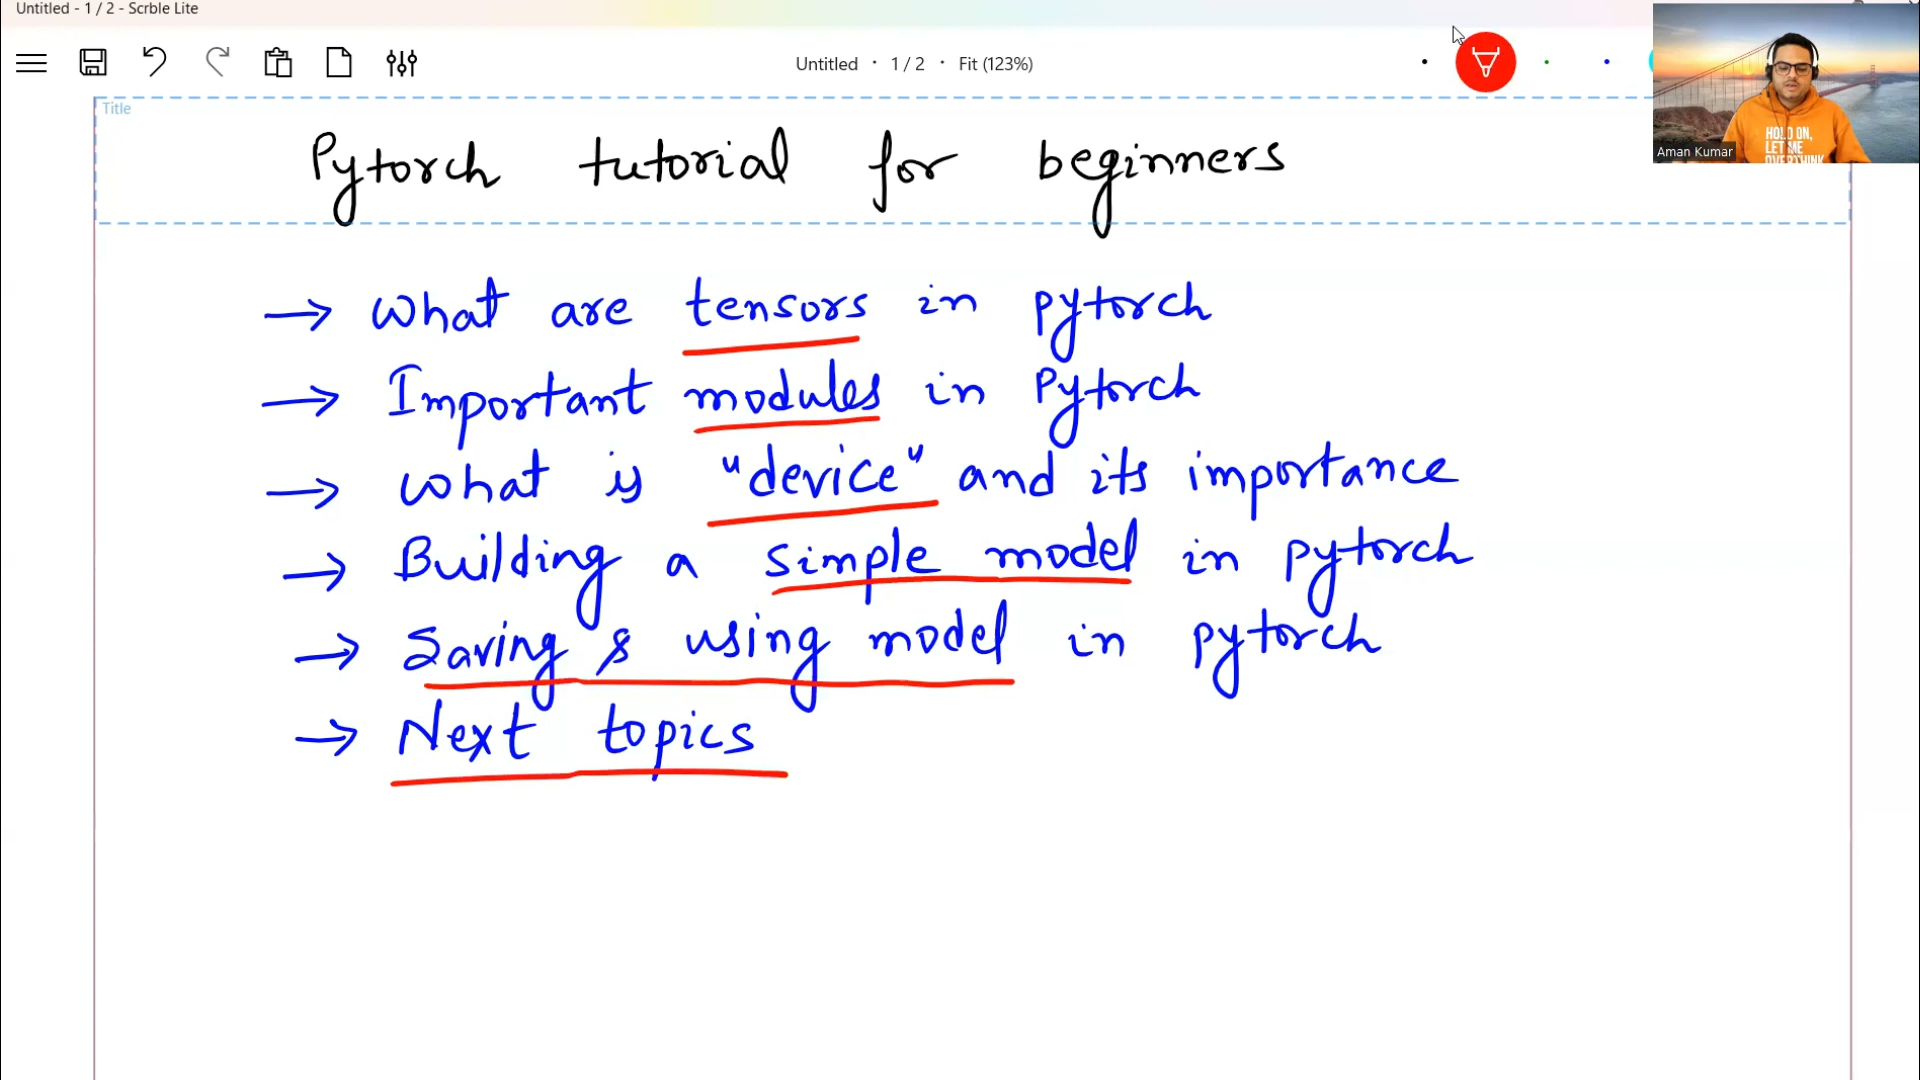 Untitled - 1 / 2 - Scrble Lite
Untitled • 1 / 2 • Fit (123%)
Title
Pytorch tutorial for beginners
→ What are tensors in pytorch
→ Important modules in Pytorch
→ What is "device" and its importance
→ Building a simple model in pytorch
→ Saving & using model in pytorch
→ Next topics
HOLD ON,
LET ME
OVERTHINK
Aman Kumar